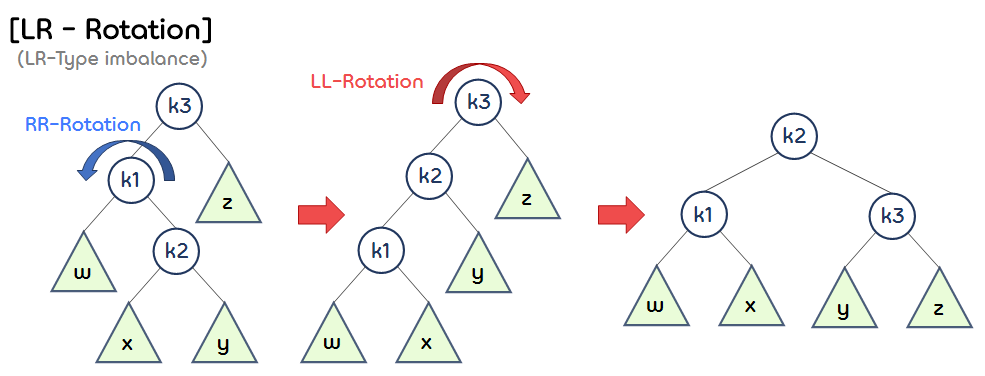 [LR - Rotation]
(LR-Type imbalance)
RR-Rotation
k3
k1
z
w
k2
x
y
LL-Rotation
k3
k2
z
k1
y
w
x
k2
k1
k3
w
x
y
z